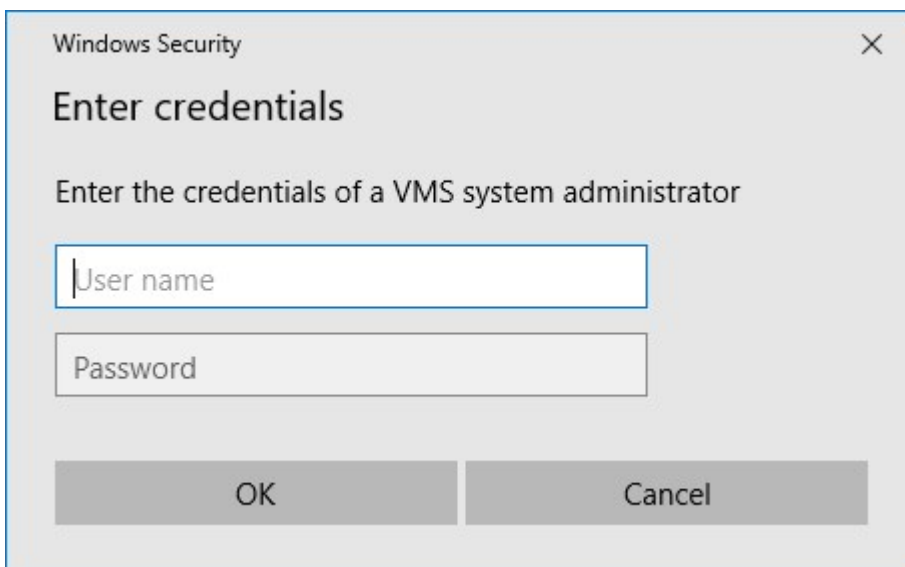 Windows Security
Enter credentials
Enter the credentials of a VMS system administrator
User name
Password
OK
Cancel